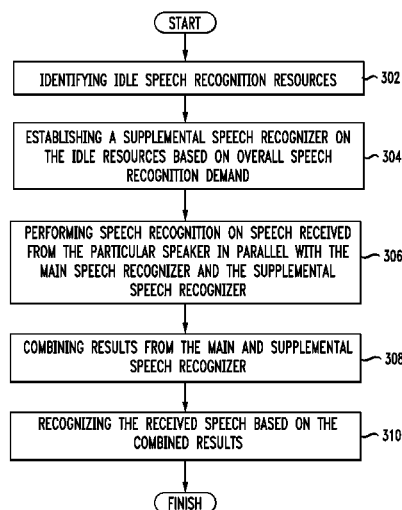 START
IDENTIFYING IDLE SPEECH RECOGNITION RESOURCES
302
ESTABLISHING A SUPPLEMENTAL SPEECH RECOGNIZER ON
THE IDLE RESOURCES BASED ON OVERALL SPEECH
RECOGNITION DEMAND
304
PERFORMING SPEECH RECOGNITION ON SPEECH RECEIVED
FROM THE PARTICULAR SPEAKER IN PARALLEL WITH THE
MAIN SPEECH RECOGNIZER AND THE SUPPLEMENTAL
SPEECH RECOGNIZER
306
COMBINING RESULTS FROM THE MAIN AND SUPPLEMENTAL
SPEECH RECOGNIZER
308
RECOGNIZING THE RECEIVED SPEECH BASED ON THE
COMBINED RESULTS
310
FINISH